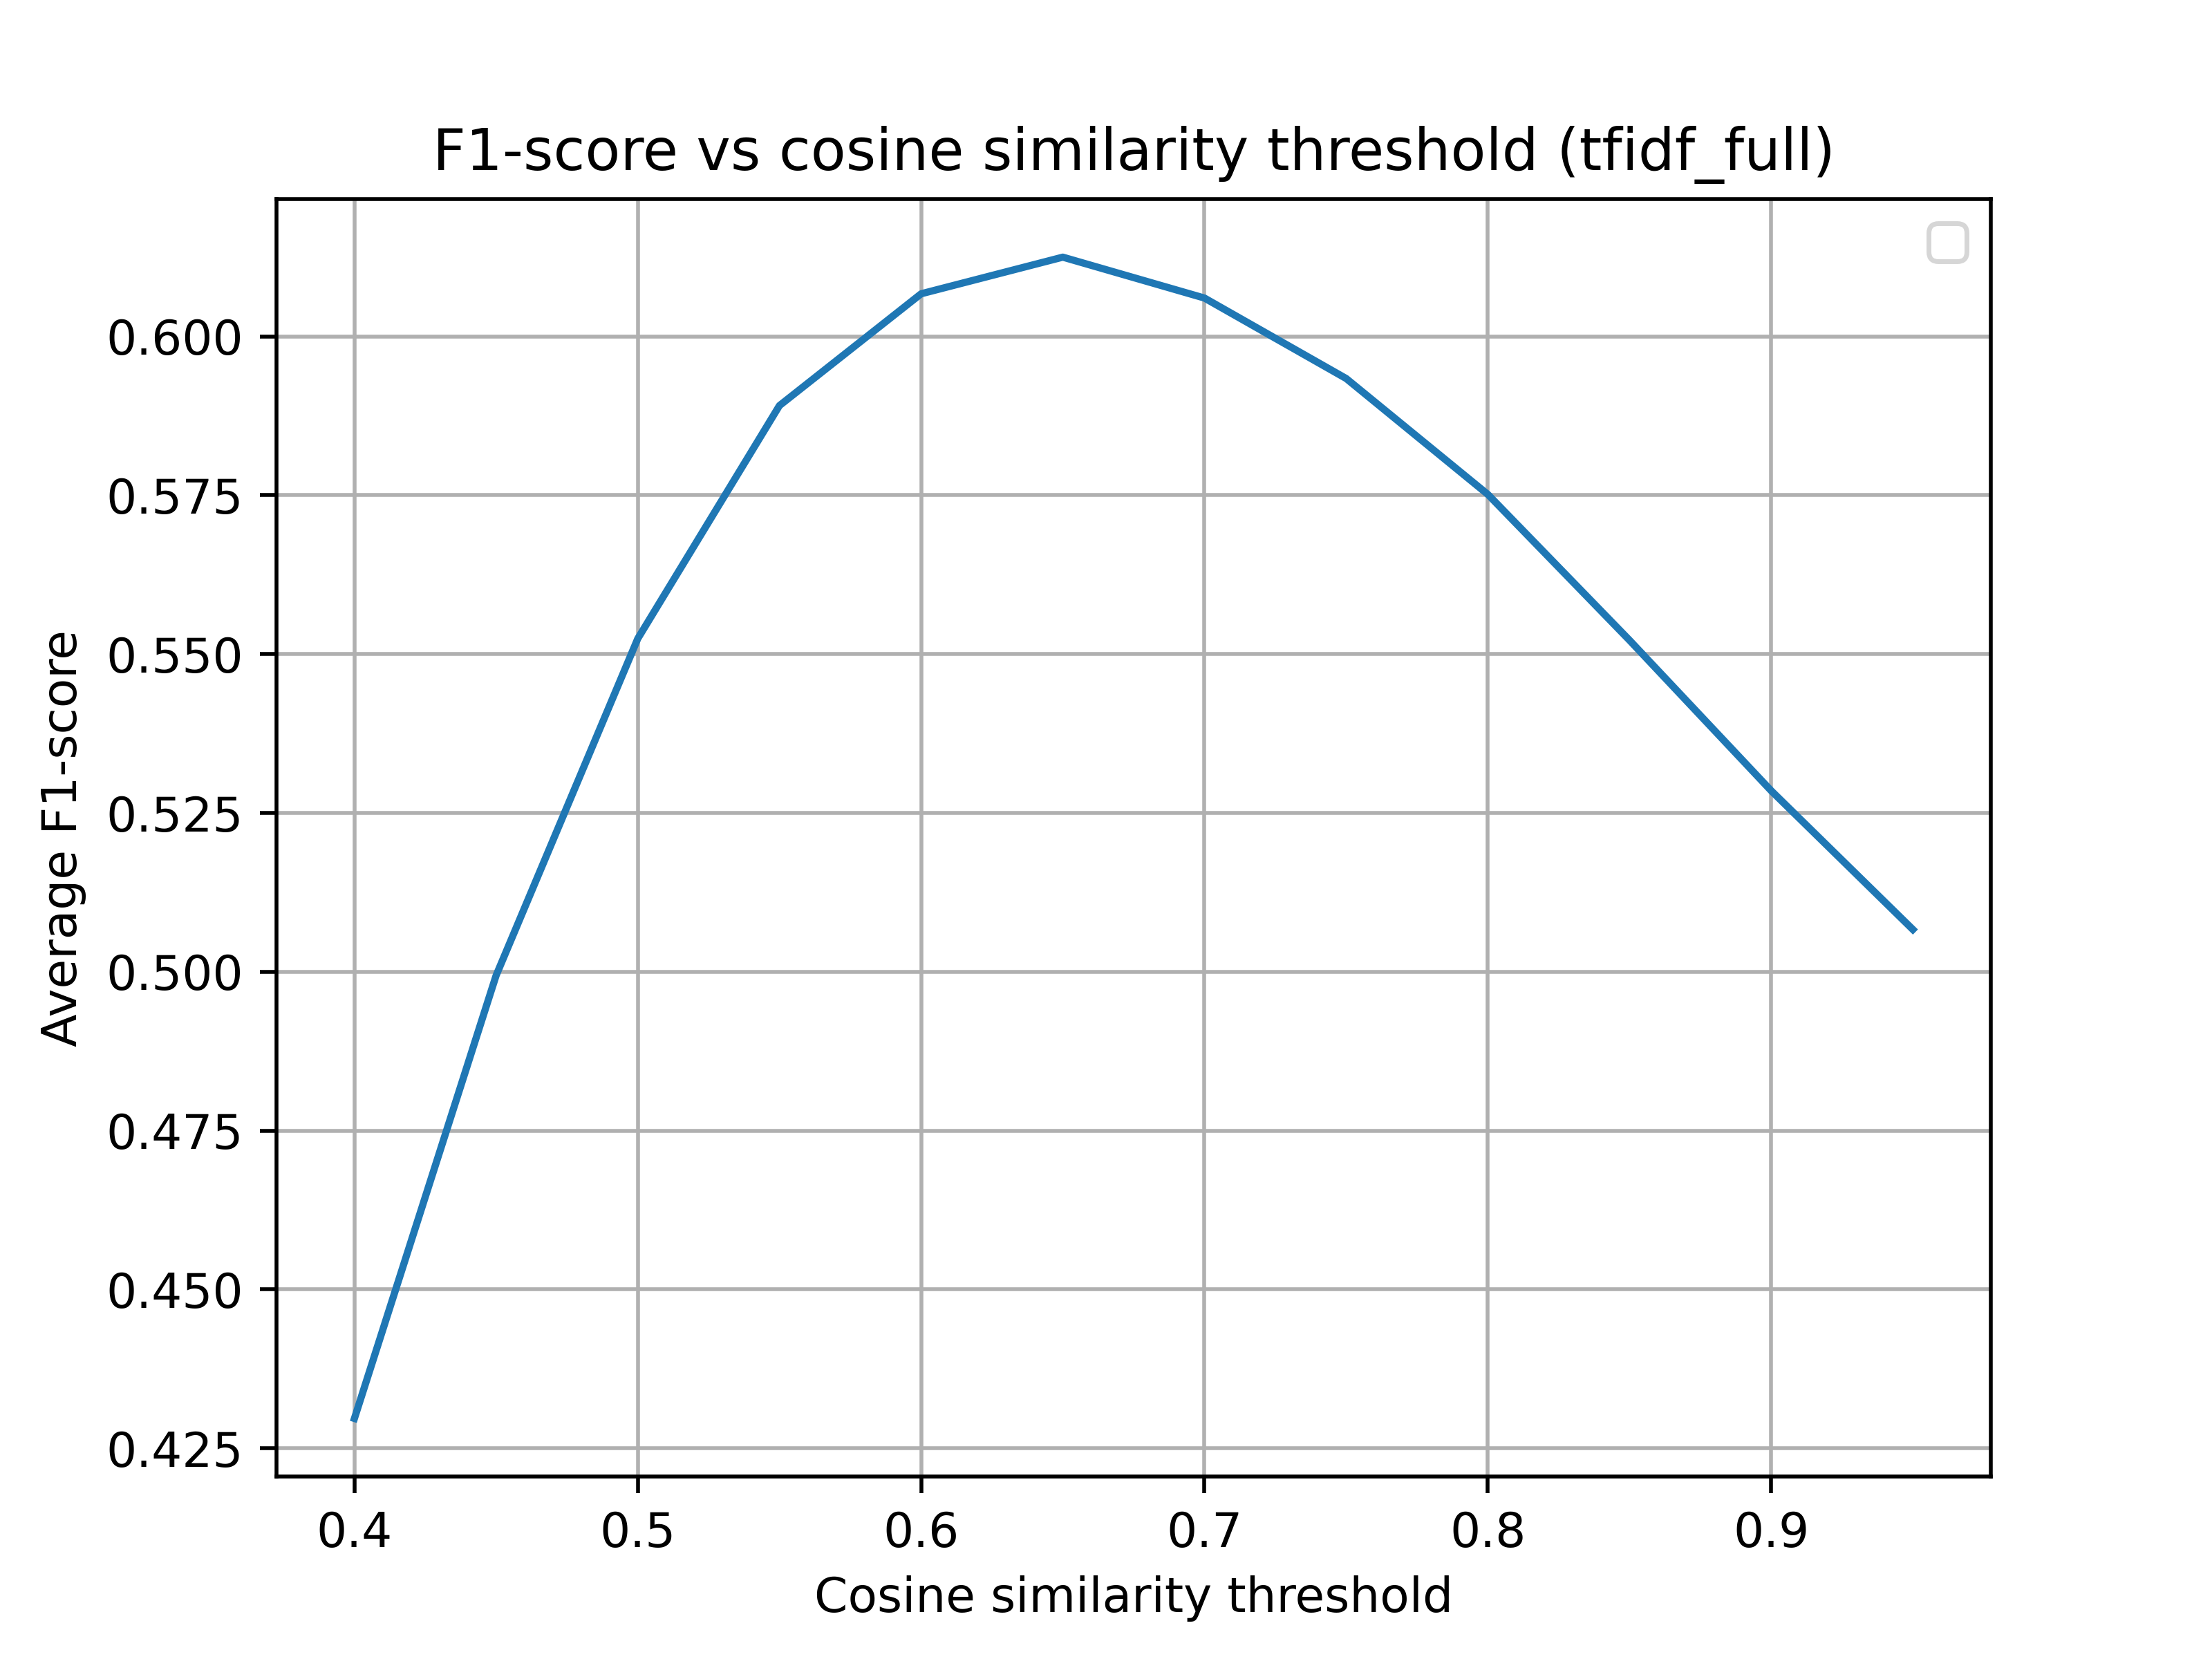 F1-score vs cosine similarity threshold (tfidf_full)
Average F1-score
0.600
0.575
0.550
0.525
0.500
0.475
0.450
0.425
0.4 0.5 0.6 0.7 0.8 0.9
Cosine similarity threshold